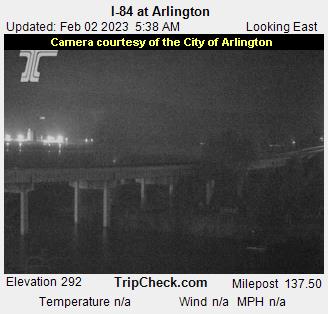 I-84 at Arlington
Updated: Feb 02 2023 5:38 AM Looking East
Camera courtesy of the City of Arlington
Elevation 292 TripCheck.com Milepost 137.50
Temperature n/a Wind n/a MPH n/a